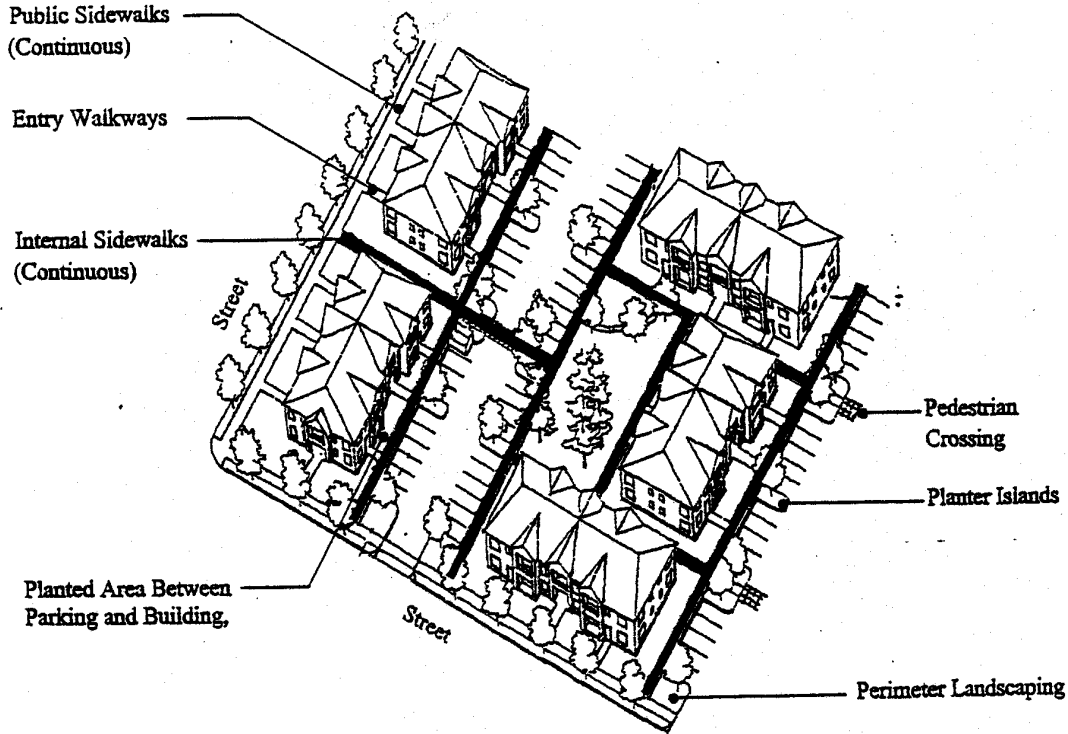 Public Sidewalks
(Continuous)
Entry Walkways
Internal Sidewalks
(Continuous)
Street
Pedestrian
Crossing
Planter Islands
Planted Area Between
Parking and Building,
Street
Perimeter Landscaping